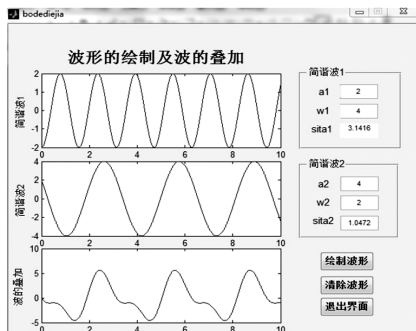 bodediejia
波形的绘制及波的叠加
简谐波1
2
1
0
-1
-2
0 2 4 6 8 10
简谐波2
4
2
0
-2
-4
0 2 4 6 8 10
波的叠加
10
5
0
-5
0 2 4 6 8 10
简谐波1
a1 2
w1 4
sita1 3.1416
简谐波2
a2 4
w2 2
sita2 1.0472
绘制波形
清除波形
退出界面